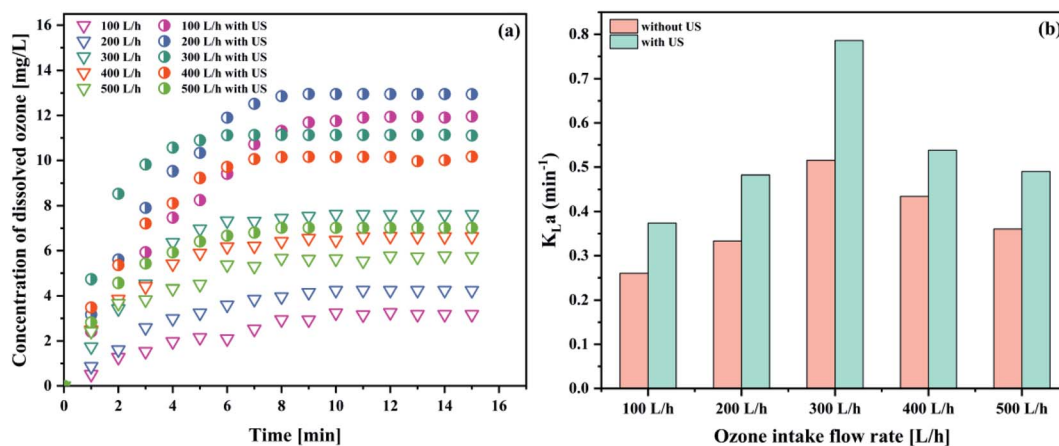 (a)
100 L/h 100 L/h with US
200 L/h 200 L/h with US
300 L/h 300 L/h with US
400 L/h 400 L/h with US
500 L/h 500 L/h with US
Concentration of dissolved ozone [mg/L]
16
14
12
10
8
6
4
2
0
0 2 4 6 8 10 12 14 16
Time [min]
(b)
without US
with US
K_La (min⁻¹)
0.8
0.7
0.6
0.5
0.4
0.3
0.2
0.1
0.0
100 L/h 200 L/h 300 L/h 400 L/h 500 L/h
Ozone intake flow rate [L/h]